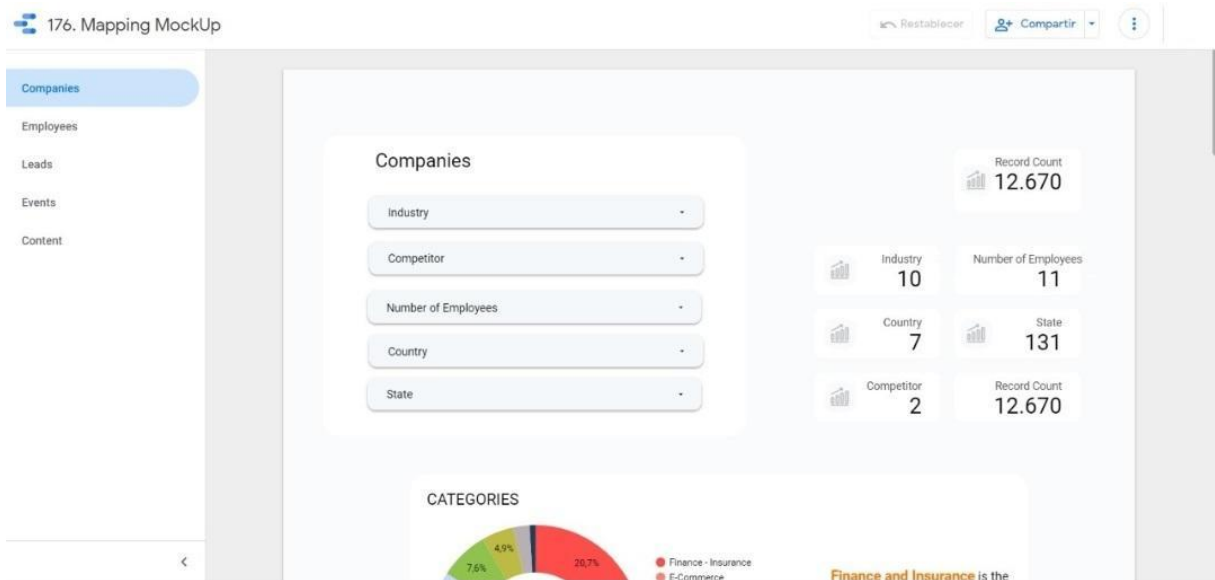 176. Mapping MockUp
Restablecer
Compartir
Companies
Employees
Leads
Events
Content
Companies
Industry
Competitor
Number of Employees
Country
State
Record Count
12.670
Industry
10
Number of Employees
11
Country
7
State
131
Competitor
2
Record Count
12.670
CATEGORIES
4,9%
7,6%
20,7%
Finance - Insurance
E-Commerce
Finance and Insurance is the